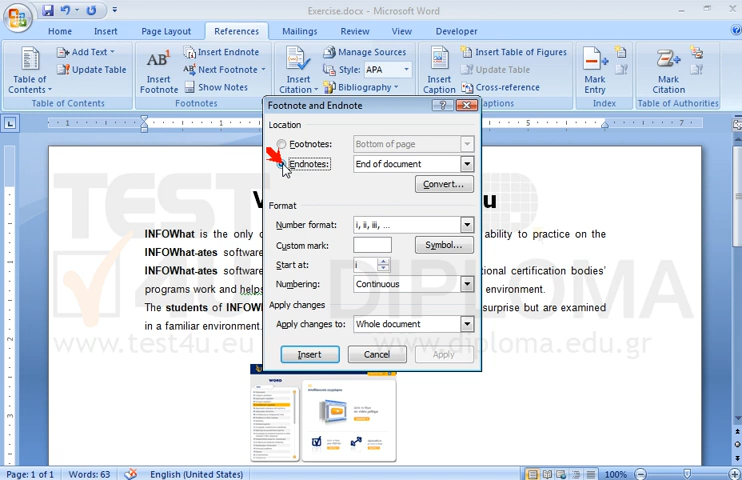 Exercise.docx - Microsoft Word
Home Insert Page Layout References Mailings Review View Developer
Table of Contents
Add Text
Update Table
Table of Contents
AB1
Insert Footnote
Insert Endnote
AB1 Next Footnote
Show Notes
Footnotes
Insert Citation
Manage Sources
Style: APA
Bibliography
Insert Caption
Insert Table of Figures
Update Table
Cross-reference
Captions
Mark Entry
Index
Mark Citation
Table of Authorities
Footnote and Endnote
Location
Footnotes: Bottom of page
Endnotes: End of document
Convert...
Format
Number format: i, ii, iii, ...
Custom mark: Symbol...
Start at: i
Numbering: Continuous
Apply changes
Apply changes to: Whole document
Insert Cancel Apply
INFOWhat is the only ability to practice on the
INFOWhat-ates software
INFOWhat-ates software tional certification bodies'
programs work and helps environment.
The students of INFOW surprise but are examined
in a familiar environment.
WORD
TEST4U DIPLOMA
www.test4u.eu www.diploma.edu.gr
Page: 1 of 1 Words: 63 English (United States) 100%